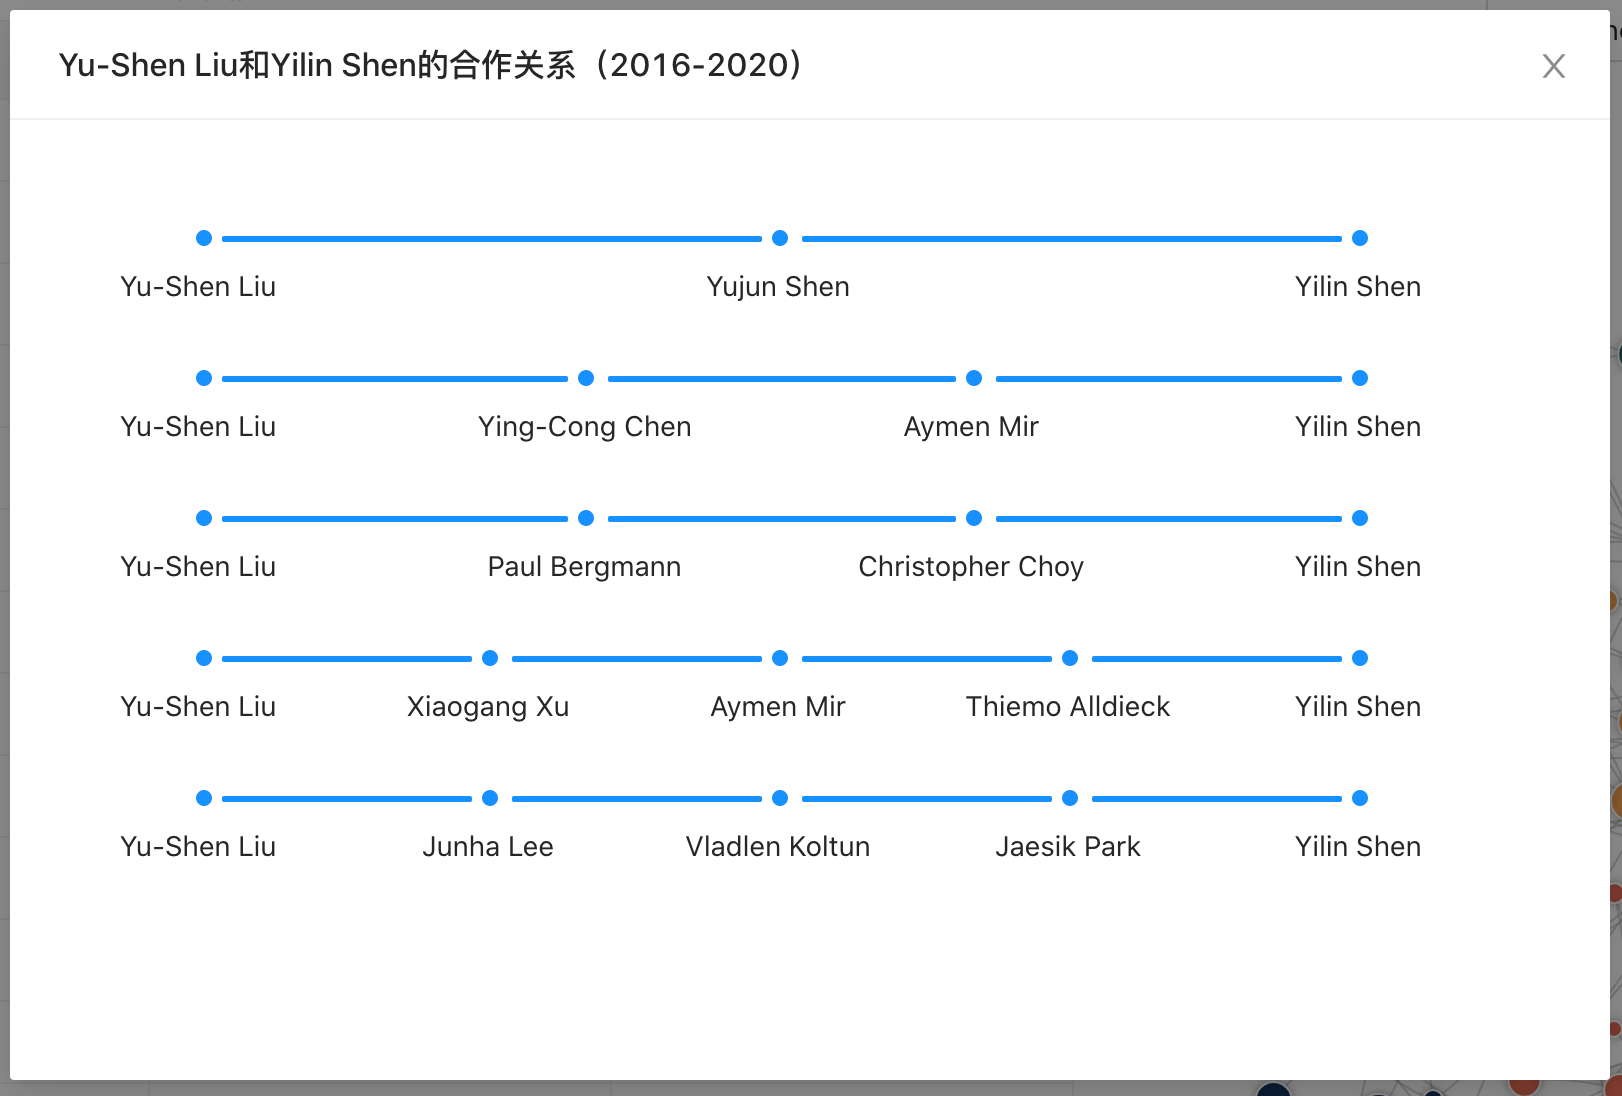 Yu-Shen Liu和Yilin Shen的合作关系（2016-2020）
Yu-Shen Liu Yujun Shen Yilin Shen
Yu-Shen Liu Ying-Cong Chen Aymen Mir Yilin Shen
Yu-Shen Liu Paul Bergmann Christopher Choy Yilin Shen
Yu-Shen Liu Xiaogang Xu Aymen Mir Thiemo Alldieck Yilin Shen
Yu-Shen Liu Junha Lee Vladlen Koltun Jaesik Park Yilin Shen